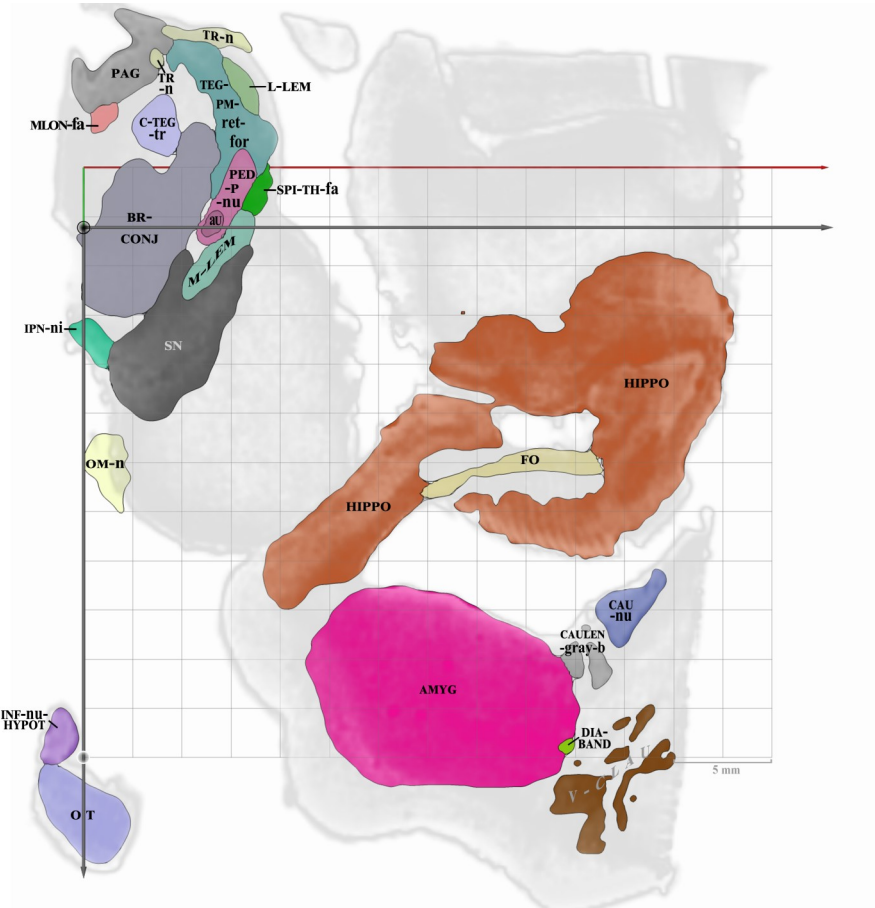 TR-n
PAG
TR
-n
TEG-
PM-
ret-
for
L-LEM
MLON-fa
C-TEG
-tr
PED
-P
-nu
SPI-TH-fa
BR-
CONJ
aU
M-LEM
IPN-ni
SN
HIPPO
OM-n
FO
HIPPO
CAU
-nu
CAULEN
-gray-b
AMYG
INF-nu-
HYPOT
DIA-
BAND
V-CLAU
5 mm
OT